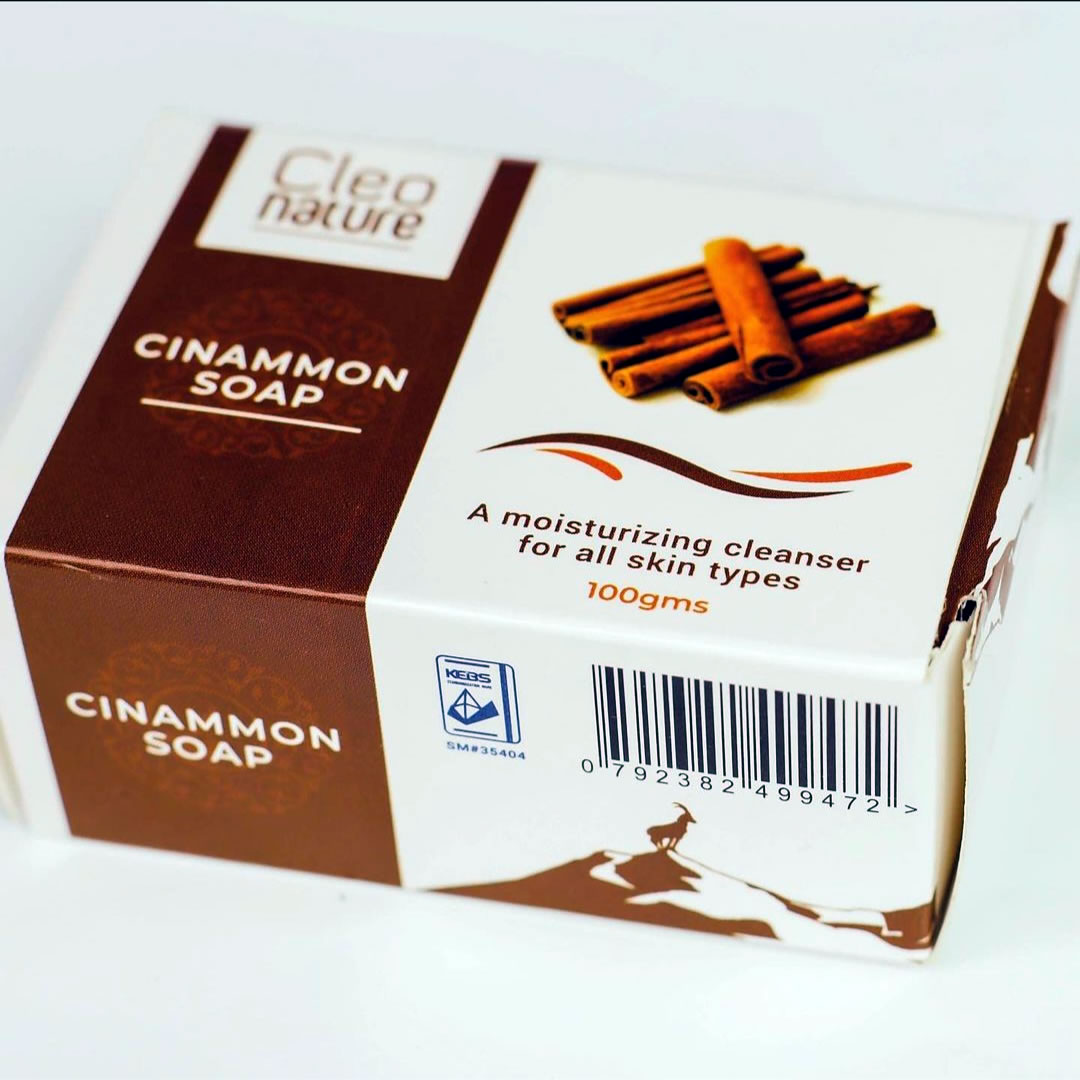 Cleo
nature
CINAMMON
SOAP
A moisturizing cleanser
for all skin types
100gms
CINAMMON
SOAP
KEBS
SM#35404
0 792382 499472 >